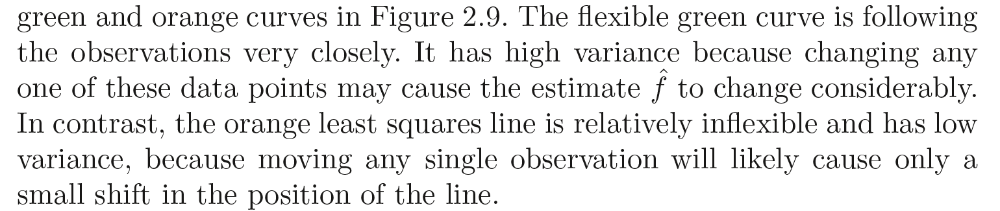 green and orange curves in Figure 2.9. The flexible green curve is following
the observations very closely. It has high variance because changing any
one of these data points may cause the estimate f̂ to change considerably.
In contrast, the orange least squares line is relatively inflexible and has low
variance, because moving any single observation will likely cause only a
small shift in the position of the line.